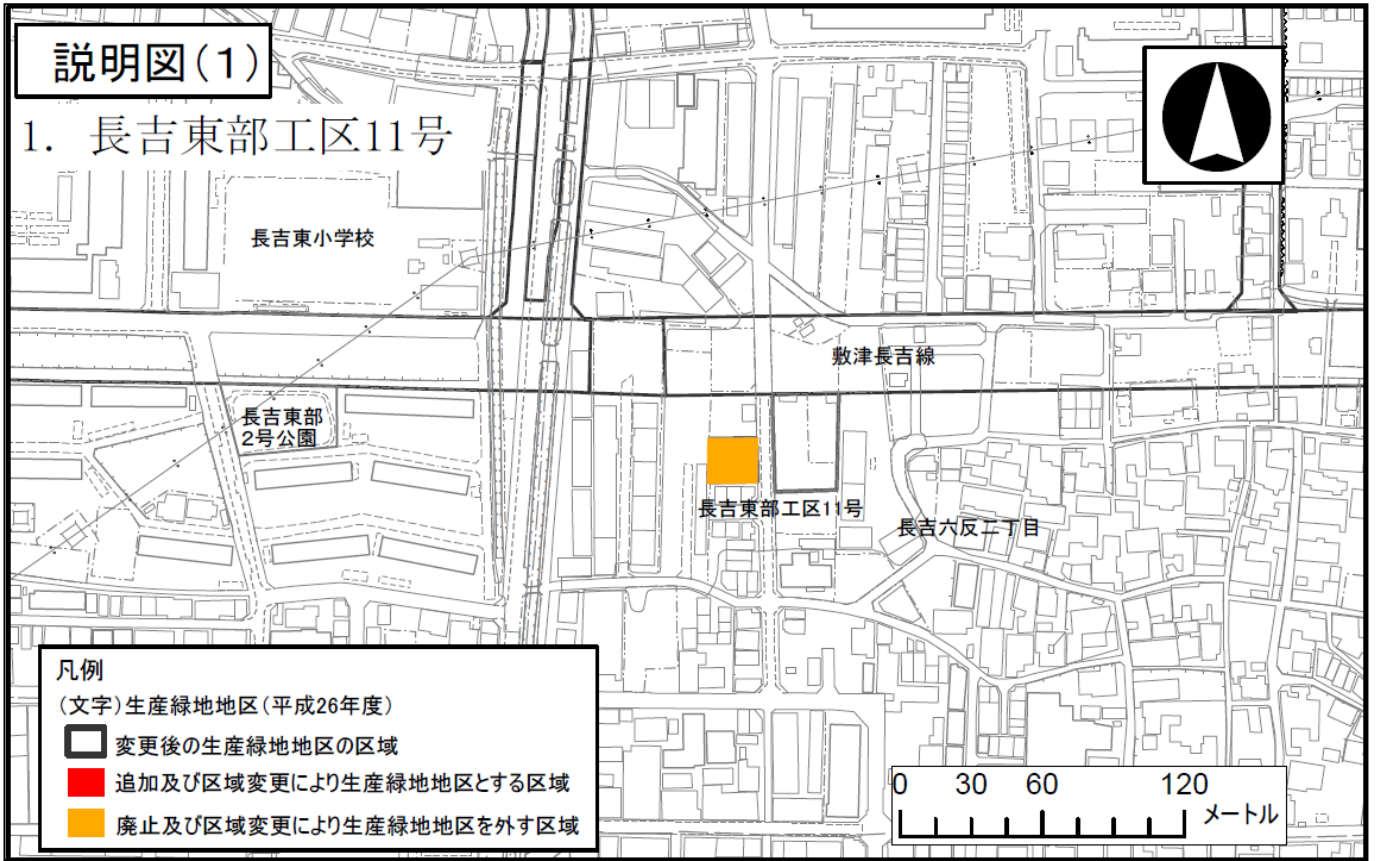 説明図(1)
1. 長吉東部工区11号
長吉東小学校
敷津長吉線
長吉東部
2号公園
長吉東部工区11号
長吉六反二丁目
凡例
(文字)生産緑地地区(平成26年度)
変更後の生産緑地地区の区域
追加及び区域変更により生産緑地地区とする区域
廃止及び区域変更により生産緑地地区を外す区域
0 30 60 120
メートル